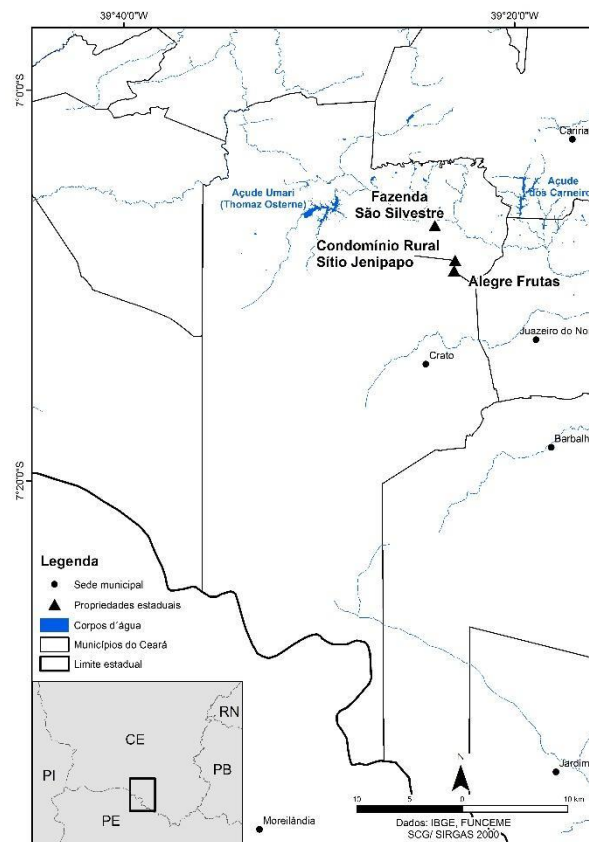 39°40'0"W
39°20'0"W
7°0'0"S
Açude Umari
(Thomaz Osterne)
Fazenda
São Silvestre
Açude
dos Carneiro
Condomínio Rural
Sítio Jenipapo
Alegre Frutas
Juazeiro do Nor
Crato
Barbalh
7°20'0"S
Legenda
Sede municipal
Propriedades estaduais
Corpos d´água
Municípios do Ceará
Limite estadual
RN
CE
PI
PB
PE
Jardim
N
10 5 0 10 km
Dados: IBGE, FUNCEME
SCG/ SIRGAS 2000
Moreilândia